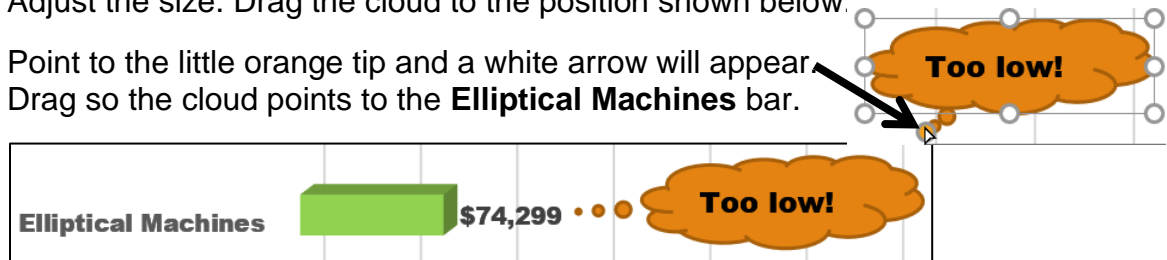 Adjust the size. Drag the cloud to the position shown below.
Too low!
Point to the little orange tip and a white arrow will appear.
Drag so the cloud points to the Elliptical Machines bar.
Elliptical Machines
$74,299
Too low!